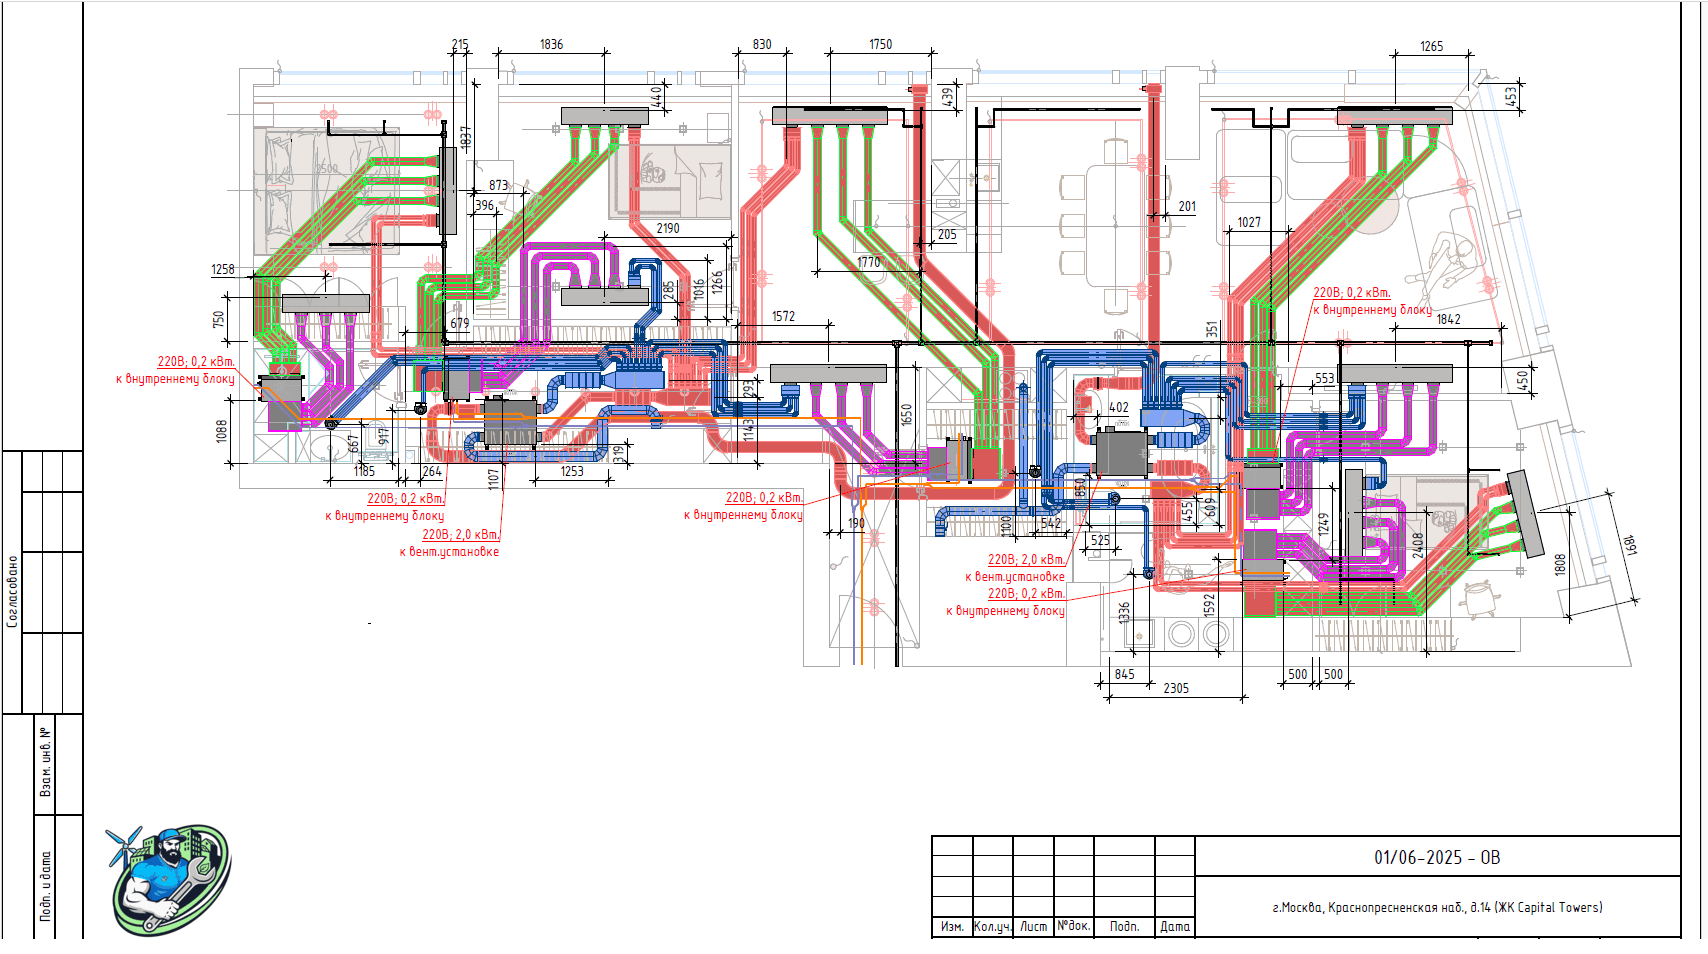 215
1836
830
1750
1265
440
439
453
1837
2500
873
396
2190
201
205
1027
1770
1258
285
1016
1266
750
679
1572
351
220В; 0,2 кВт.
к внутреннему блоку
1842
220В; 0,2 кВт.
к внутреннему блоку
293
553
450
402
1088
667
917
1143
1650
319
1185
264
1107
1253
850
455
609
1249
2408
220В; 0,2 кВт.
к внутреннему блоку
220В; 2,0 кВт.
к вент.установке
220В; 0,2 кВт.
к внутреннему блоку
190
1100
542
525
220В; 2,0 кВт.
к вент.установке
220В; 0,2 кВт.
к внутреннему блоку
1336
1592
1808
1891
845
2305
500
500
Согласовано
Взам. инв. №
Подп. и дата
01/06-2025 - ОВ
г.Москва, Краснопресненская наб., д.14 (ЖК Capital Towers)
Изм.
Кол.уч.
Лист
№док.
Подп.
Дата